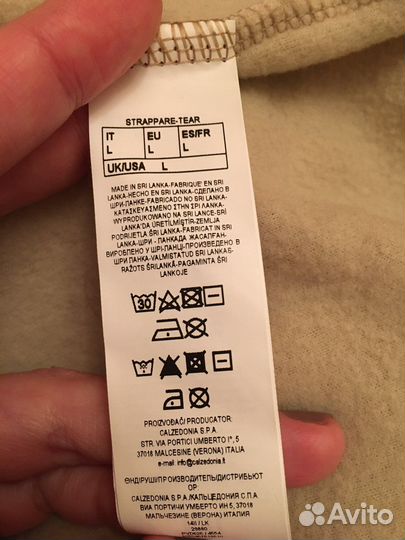 STRAPPARE-TEAR
IT EU ES/FR
L L L
UK/USA L
MADE IN SRI LANKA-FABRIQUE' EN SRI
LANKA-HECHO EN SRI LANKA-СДЕЛАНО В
ШРИ-ЛАНКЕ-FABRICADO NO SRI LANKA-
ΚΑΤΑΣΚΕΥΑΣΜΕΝΟ ΣΤΗΝ ΣΡΙ ΛΑΝΚΑ-
WYPRODUKOWANO NA SRI LANCE-SRI
LANKA'DA ÜRETİLMİŞTİR-ZEMLJA
PODRIJETLA ŠRI LANKA-FABRICAT IN SRI
LANKA-ШРИ - ЛАНКАДА ЖАСАЛҒАН-
ВИРОБЛЕНО У ШРІ-ЛАНЦІ-ПРОИЗВЕДЕНО В
ШРИ ЛАНКА-VALMISTATUD SRI LANKAS-
RAŽOTS ŠRILANKĀ-PAGAMINTA ŠRI
LANKOJE
30
PROIZVOĐAČ/ PRODUCATOR:
CALZEDONIA S.P.A.
STR. VIA PORTICI UMBERTO I°, 5
37018 MALCESINE (VERONA) ITALIA
e-mail: info@calzedonia.it
ӨНДІРУШІ/ПРОИЗВОДИТЕЛЬ/ДИСТРИБЬЮТ
ОР
CALZEDONIA S.P.A./КАЛЬЦЕДОНИЯ С.П.А.
ВИА ПОРТИЧИ УМБЕРТО ИН 5, 37018
МАЛЬЧЕЗИНЕ (ВЕРОНА) ИТАЛИЯ
14II / LK
Avito